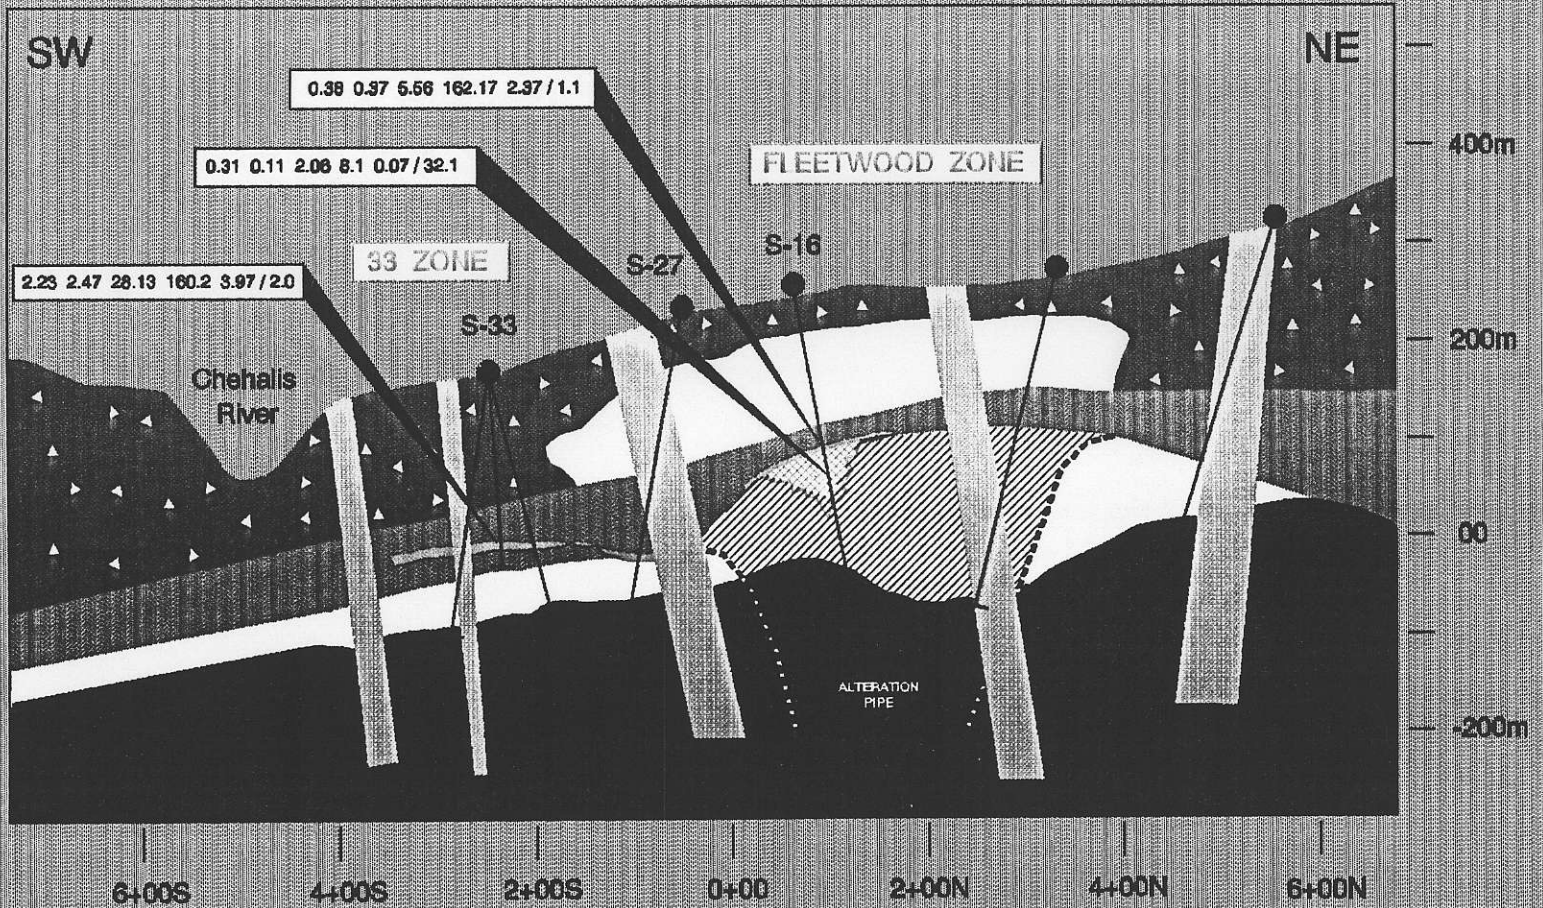 SW
NE
0.38 0.97 5.56 162.17 2.97 / 1.1
400m
0.31 0.11 2.06 8.1 0.07 / 32.1
FLEETWOOD ZONE
33 ZONE
S-27
S-16
2.23 2.47 28.13 160.2 3.97 / 2.0
S-33
200m
Chehalis
River
00
ALTERATION
PIPE
-200m
6+00S
4+00S
2+00S
0+00
2+00N
4+00N
6+00N